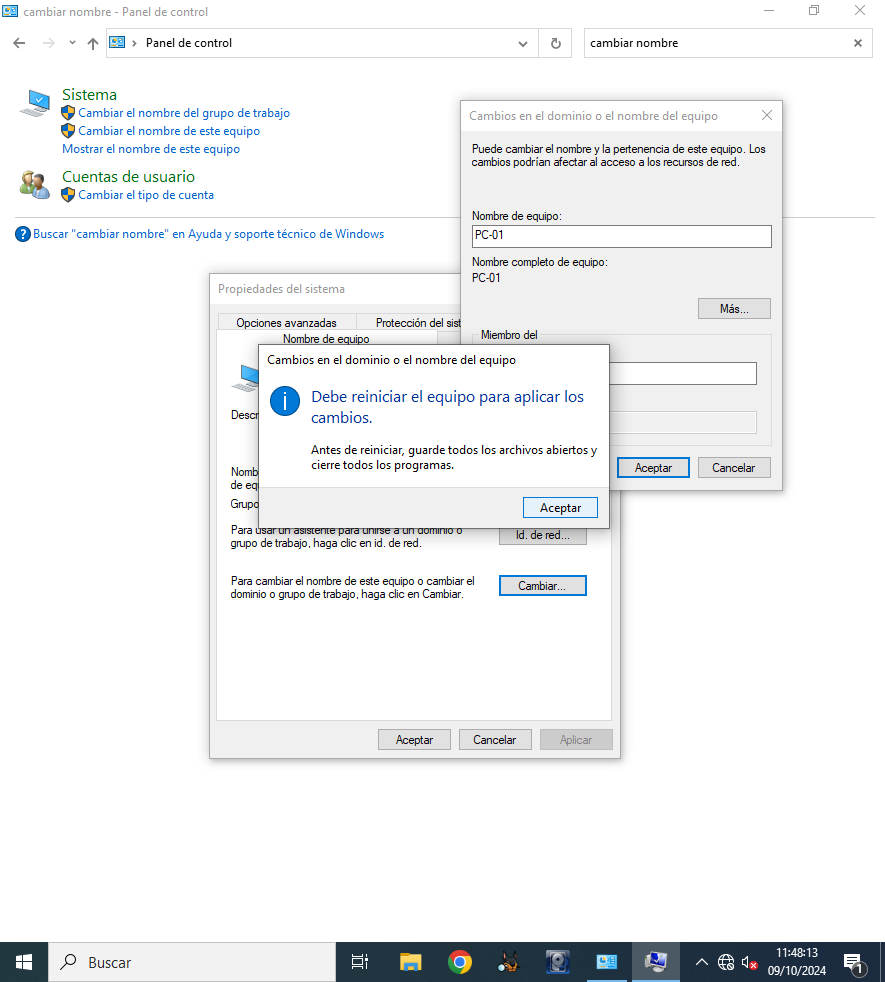 cambiar nombre - Panel de control
Panel de control
cambiar nombre
Sistema
Cambiar el nombre del grupo de trabajo
Cambiar el nombre de este equipo
Mostrar el nombre de este equipo
Cuentas de usuario
Cambiar el tipo de cuenta
Buscar "cambiar nombre" en Ayuda y soporte técnico de Windows
Cambios en el dominio o el nombre del equipo
Puede cambiar el nombre y la pertenencia de este equipo. Los
cambios podrían afectar al acceso a los recursos de red.
Nombre de equipo:
PC-01
Nombre completo de equipo:
PC-01
Más...
Miembro del
Aceptar
Cancelar
Propiedades del sistema
Opciones avanzadas
Protección del sist
Nombre de equipo
Descr
Nomb
de equ
Grupo
Para usar un asistente para unirse a un dominio o
grupo de trabajo, haga clic en id. de red.
Id. de red...
Para cambiar el nombre de este equipo o cambiar el
dominio o grupo de trabajo, haga clic en Cambiar.
Cambiar...
Aceptar
Cancelar
Aplicar
Cambios en el dominio o el nombre del equipo
Debe reiniciar el equipo para aplicar los
cambios.
Antes de reiniciar, guarde todos los archivos abiertos y
cierre todos los programas.
Aceptar
Buscar
11:48:13
09/10/2024
1